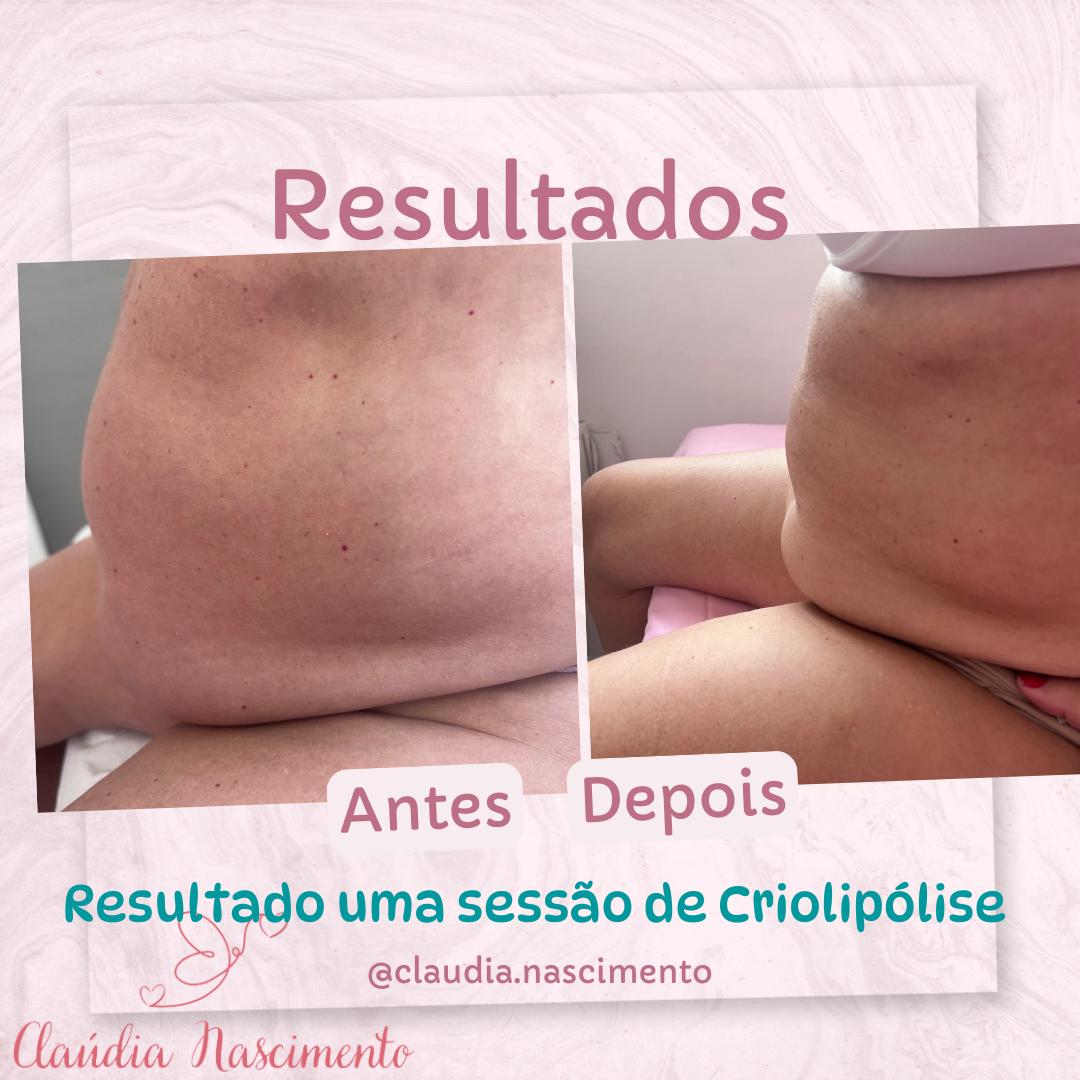 Resultados
Antes
Depois
Resultado uma sessão de Criolipólise
@claudia.nascimento
Claúdia Nascimento